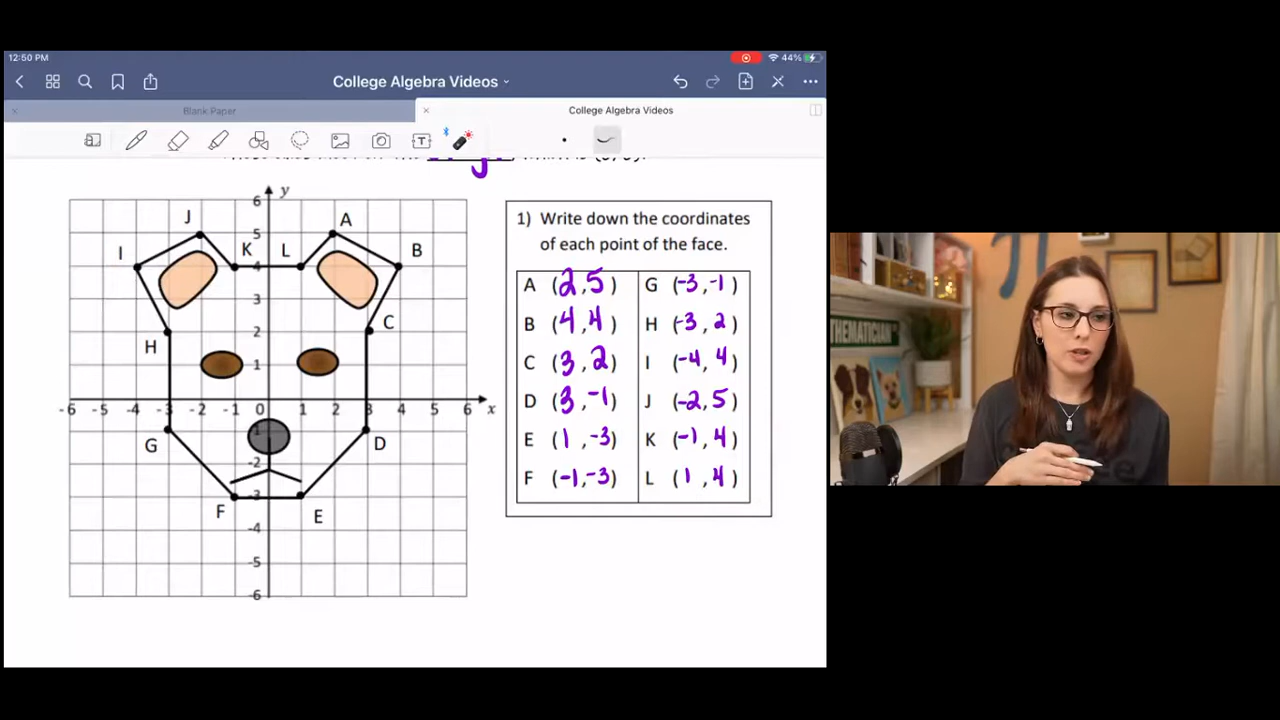 12:50 PM
44%
College Algebra Videos
Blank Paper
College Algebra Videos
T
y
6
J
A
5
I
K
L
B
4
3
C
2
H
1
-6 -5 -4 -3 -2 -1 0 1 2 3 4 5 6 x
G
D
-2
-3
F
E
-4
-5
-6
1) Write down the coordinates
of each point of the face.
A (2,5) G (-3,-1)
B (4,4) H (-3,2)
C (3,2) I (-4,4)
D (3,-1) J (-2,5)
E (1,-3) K (-1,4)
F (-1,-3) L (1,4)
MATHEMATICIAN